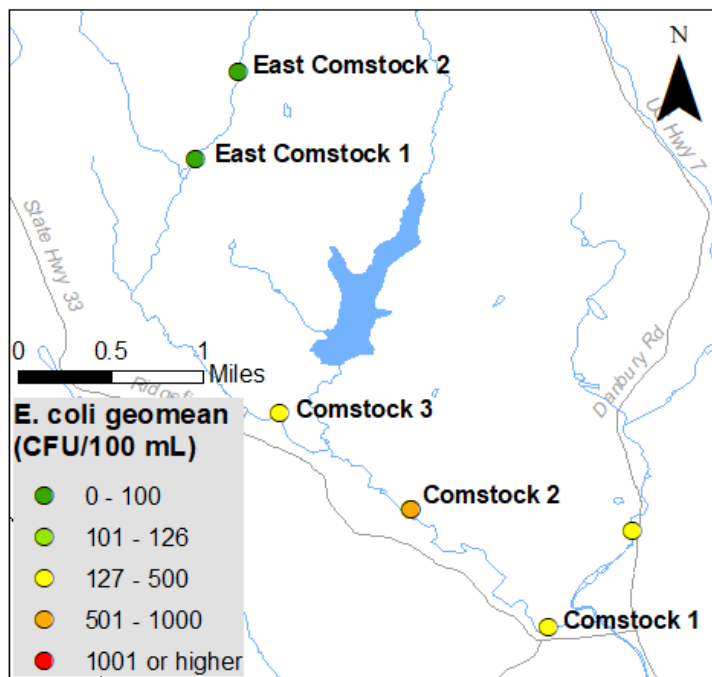 East Comstock 2
N
East Comstock 1
US Hwy 7
State Hwy 33
0 0.5 1
Miles
Danbury Rd
Comstock 3
E. coli geomean
(CFU/100 mL)
Comstock 2
0 - 100
101 - 126
127 - 500
501 - 1000
1001 or higher
Comstock 1